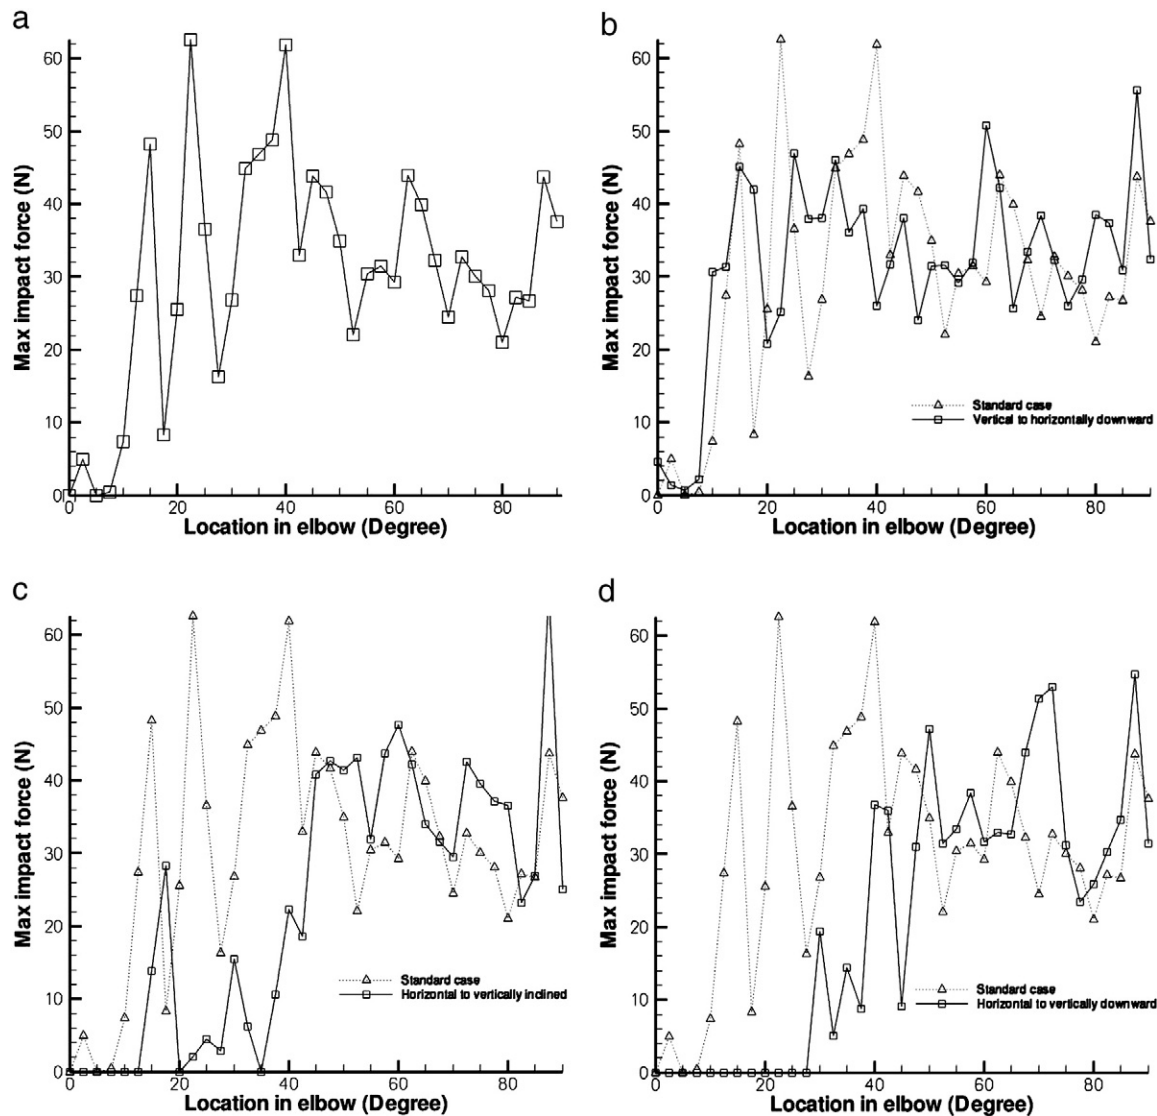 a
Max impact force (N)
60
50
40
30
20
10
0
0 20 40 60 80
Location in elbow (Degree)
b
Max impact force (N)
60
50
40
30
20
10
0
Standard case
Vertical to horizontally downward
0 20 40 60 80
Location in elbow (Degree)
c
Max impact force (N)
60
50
40
30
20
10
0
Standard case
Horizontal to vertically inclined
0 20 40 60 80
Location in elbow (Degree)
d
Max impact force (N)
60
50
40
30
20
10
0
Standard case
Horizontal to vertically downward
0 20 40 60 80
Location in elbow (Degree)